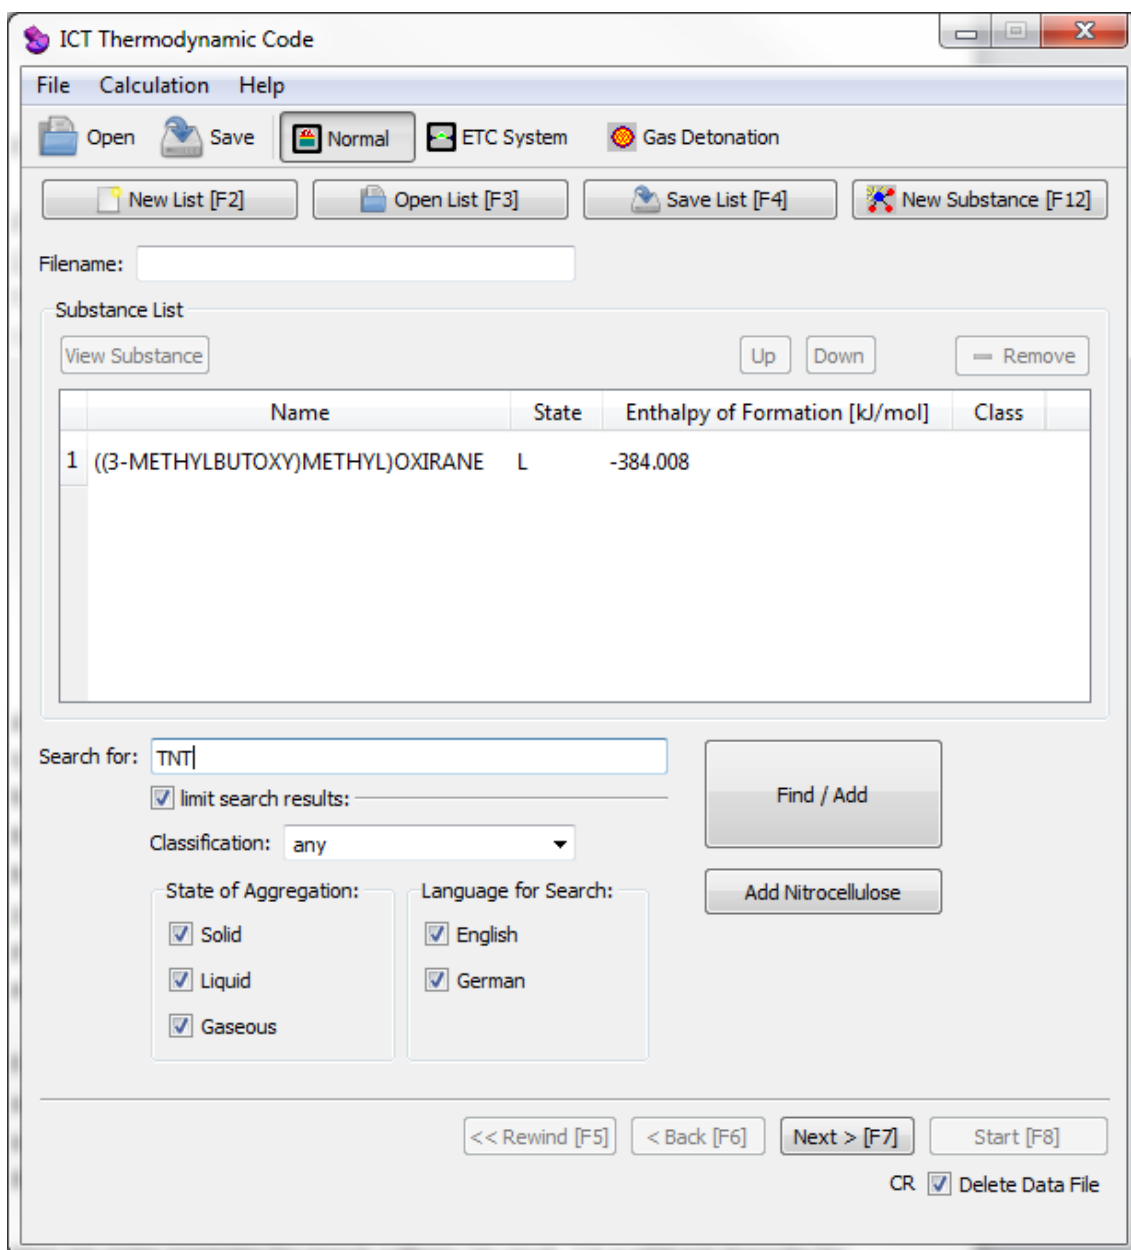 ICT Thermodynamic Code
File Calculation Help
Open Save Normal ETC System Gas Detonation
New List [F2] Open List [F3] Save List [F4] New Substance [F12]
Filename:
Substance List
View Substance Up Down Remove
Name State Enthalpy of Formation [kJ/mol] Class
1 ((3-METHYLBUTOXY)METHYL)OXIRANE L -384.008
Search for: TNT
limit search results:
Find / Add
Classification: any
State of Aggregation: Language for Search: Add Nitrocellulose
Solid English
Liquid German
Gaseous
<< Rewind [F5] < Back [F6] Next > [F7] Start [F8]
CR Delete Data File